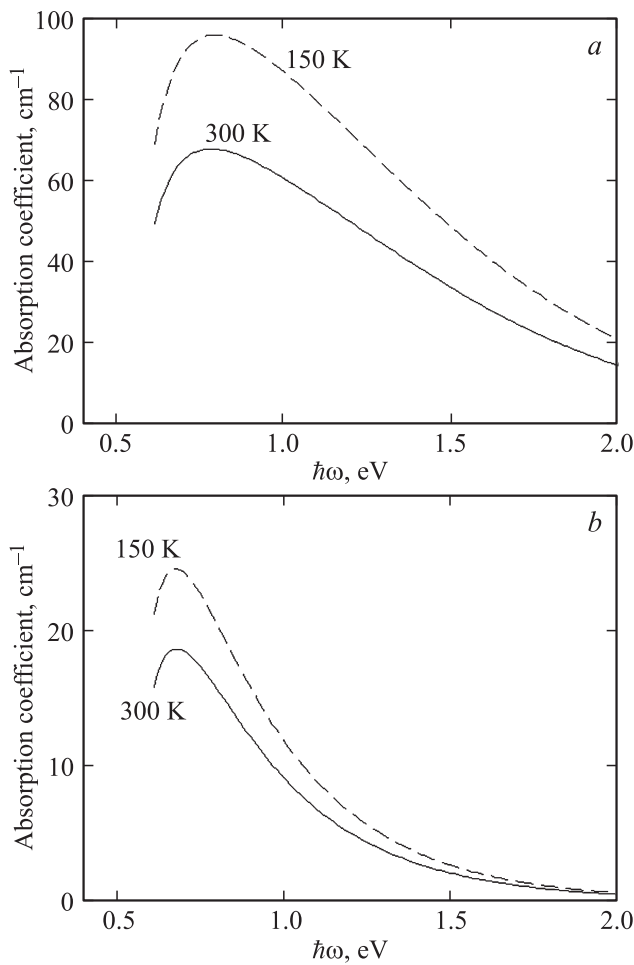 100
a
150 K
80
300 K
60
40
20
0
0.5 1.0 1.5 2.0
ħω, eV
Absorption coefficient, cm⁻¹
30
b
150 K
20
300 K
10
0
0.5 1.0 1.5 2.0
ħω, eV
Absorption coefficient, cm⁻¹